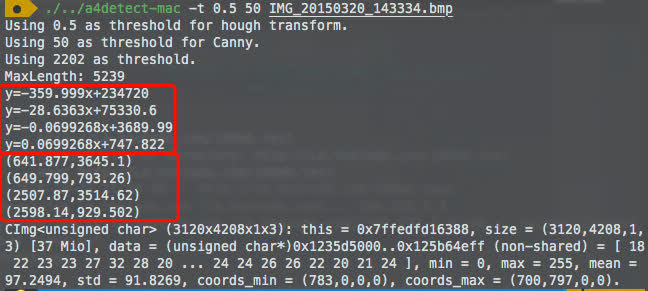 ./../a4detect-mac -t 0.5 50 IMG_20150320_143334.bmp
Using 0.5 as threshold for hough transform.
Using 50 as threshold for Canny.
Using 2202 as threshold.
MaxLength: 5239
y=-359.999x+234720
y=-28.6363x+75330.6
y=-0.0699268x+3689.99
y=0.0699268x+747.822
(641.877,3645.1)
(649.799,793.26)
(2507.87,3514.62)
(2598.14,929.502)
CImg<unsigned char> (3120x4208x1x3): this = 0x7ffedfd16388, size = (3120,4208,1,
3) [37 Mio], data = (unsigned char*)0x1235d5000..0x125b64eff (non-shared) = [ 18
22 23 23 27 32 28 20 ... 24 24 26 26 22 20 21 24 ], min = 0, max = 255, mean =
97.2494, std = 91.8269, coords_min = (783,0,0,0), coords_max = (700,797,0,0).